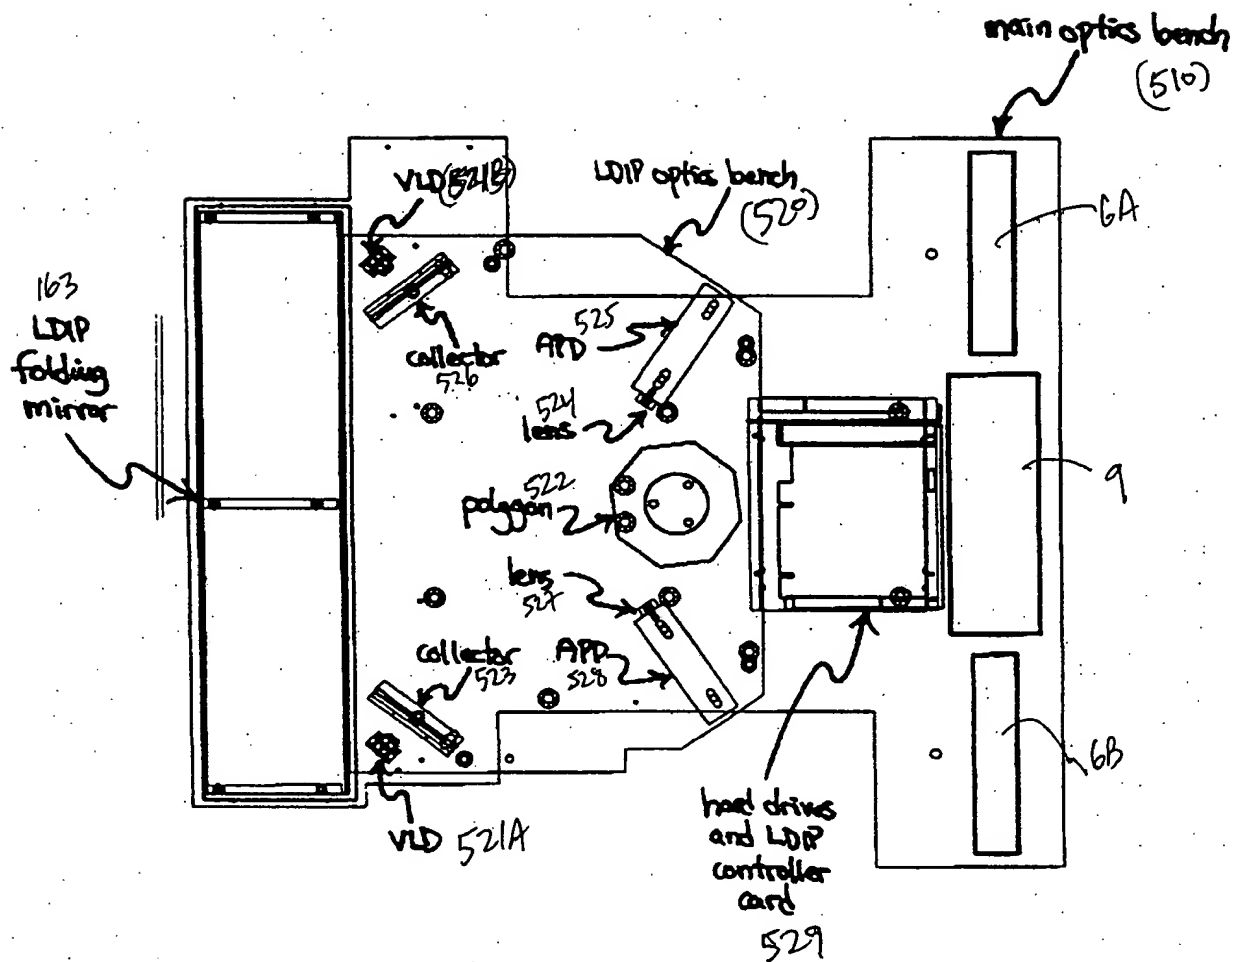 main optics bench
(510)
VLD(521B)
LDIP optics bench
(520)
6A
163
LDIP
folding
mirror
525
APD
collector
526
524
lens
9
522
polygon
lens
527
collector
523
APD
528
6B
VLD 521A
hard drives
and LDIP
controller
card
529